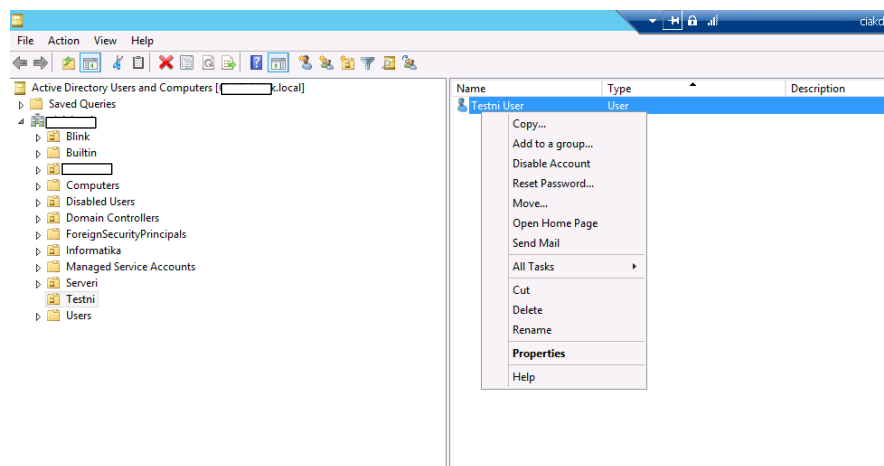 ciakd
File Action View Help
Active Directory Users and Computers [ k.local]
Name Type Description
Saved Queries
Testni User User
Blink
Builtin
Computers
Disabled Users
Domain Controllers
ForeignSecurityPrincipals
Informatika
Managed Service Accounts
Serveri
Testni
Users
Copy...
Add to a group...
Disable Account
Reset Password...
Move...
Open Home Page
Send Mail
All Tasks
Cut
Delete
Rename
Properties
Help